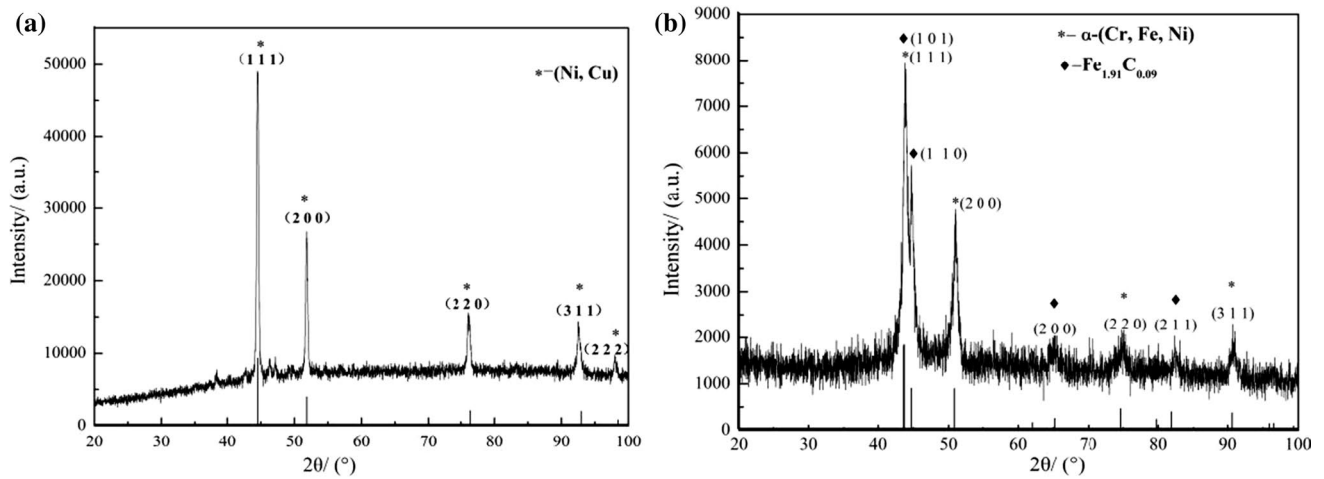 (a)
50000
40000
30000
20000
10000
0
20 30 40 50 60 70 80 90 100
Intensity/ (a.u.)
2θ/ (°)
*
(1 1 1)
*
(2 0 0)
*
(2 2 0)
*
(3 1 1)
*
(2 2 2)
*–(Ni, Cu)
(b)
9000
8000
7000
6000
5000
4000
3000
2000
1000
0
20 30 40 50 60 70 80 90 100
Intensity/ (a.u.)
2θ/ (°)
◆(1 0 1)
*(1 1 1)
◆(1 1 0)
*(2 0 0)
◆
(2 0 0)
*
(2 2 0)
◆
(2 1 1)
*
(3 1 1)
*– α-(Cr, Fe, Ni)
◆–Fe1.91C0.09